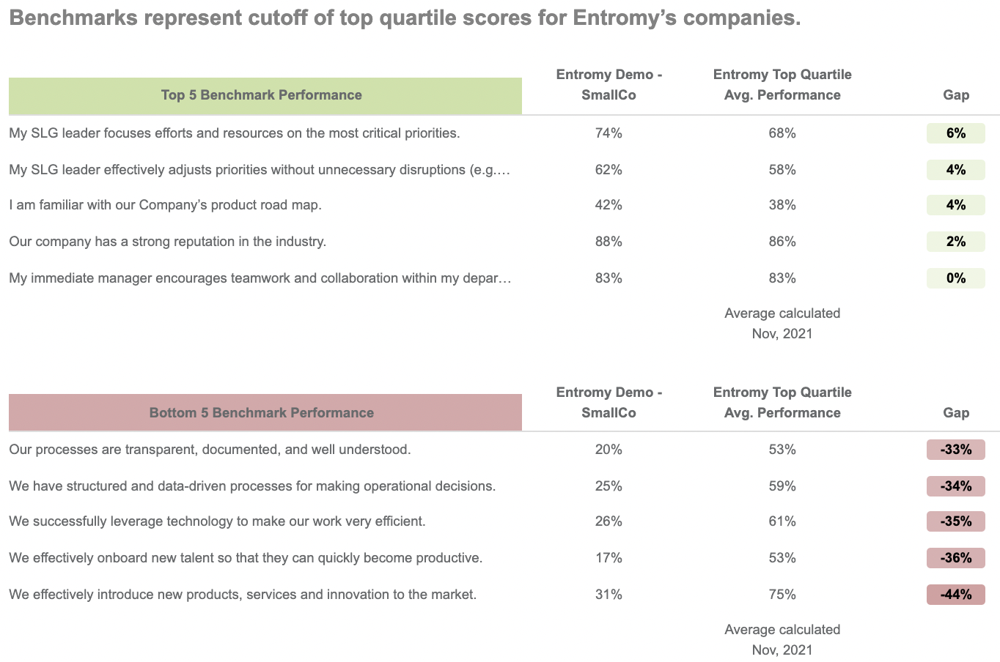 Benchmarks represent cutoff of top quartile scores for Entromy’s companies.
Top 5 Benchmark Performance Entromy Demo - SmallCo Entromy Top Quartile Avg. Performance Gap
My SLG leader focuses efforts and resources on the most critical priorities. 74% 68% 6%
My SLG leader effectively adjusts priorities without unnecessary disruptions (e.g.… 62% 58% 4%
I am familiar with our Company’s product road map. 42% 38% 4%
Our company has a strong reputation in the industry. 88% 86% 2%
My immediate manager encourages teamwork and collaboration within my depar… 83% 83% 0%
Average calculated
Nov, 2021
Bottom 5 Benchmark Performance Entromy Demo - SmallCo Entromy Top Quartile Avg. Performance Gap
Our processes are transparent, documented, and well understood. 20% 53% -33%
We have structured and data-driven processes for making operational decisions. 25% 59% -34%
We successfully leverage technology to make our work very efficient. 26% 61% -35%
We effectively onboard new talent so that they can quickly become productive. 17% 53% -36%
We effectively introduce new products, services and innovation to the market. 31% 75% -44%
Average calculated
Nov, 2021